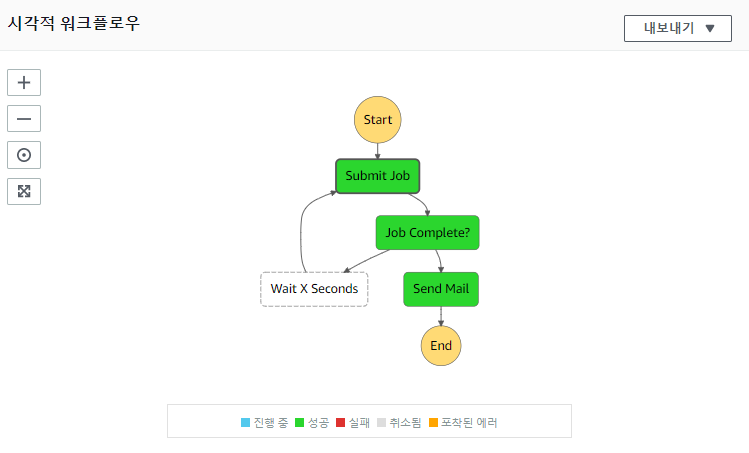 시각적 워크플로우
내보내기
Start
Submit Job
Job Complete?
Wait X Seconds
Send Mail
End
진행 중 성공 실패 취소됨 포착된 에러